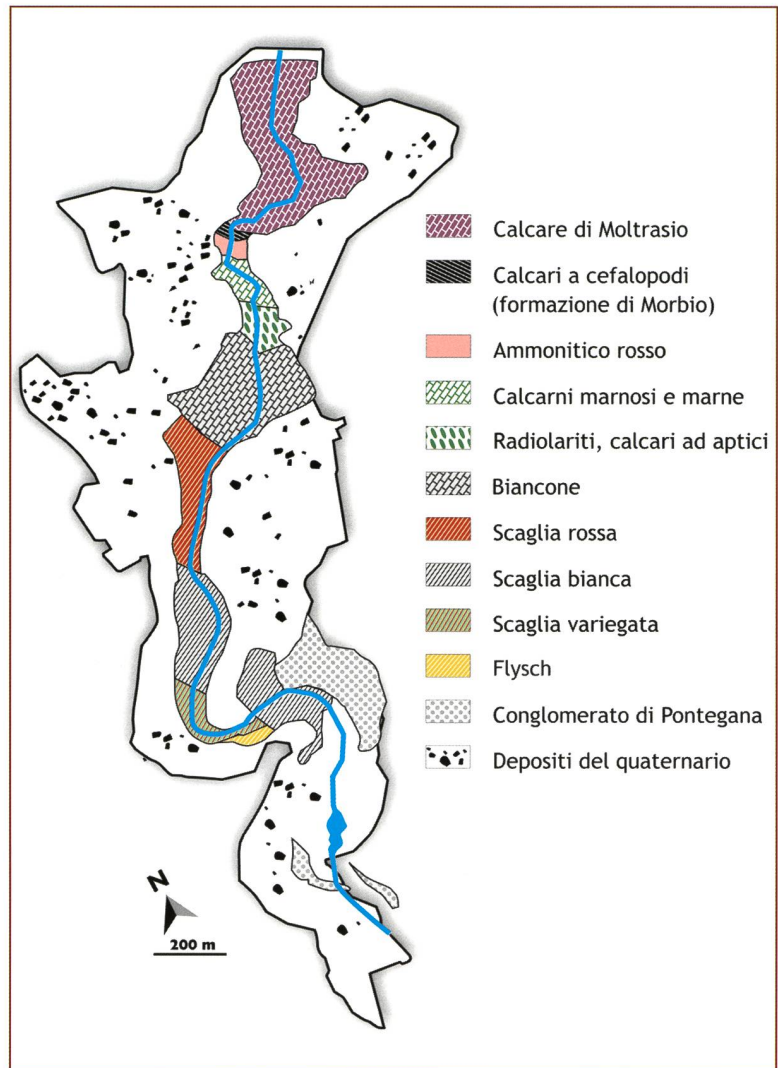 Calcare di Moltrasio
Calcari a cefalopodi
(formazione di Morbio)
Ammonitico rosso
Calcarni marnosi e marne
Radiolariti, calcari ad aptici
Biancone
Scaglia rossa
Scaglia bianca
Scaglia variegata
Flysch
Conglomerato di Pontegana
Depositi del quaternario
N
200 m